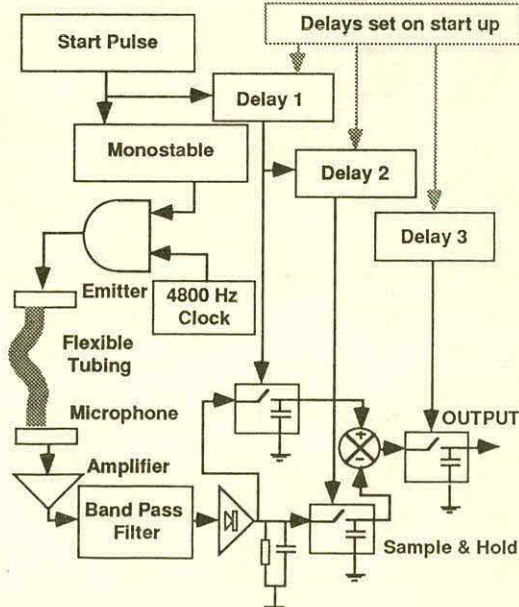 Start Pulse
Delays set on start up
Delay 1
Monostable
Delay 2
Delay 3
Emitter
4800 Hz
Clock
Flexible
Tubing
Microphone
OUTPUT
Amplifier
+
-
Band Pass
Filter
Sample & Hold